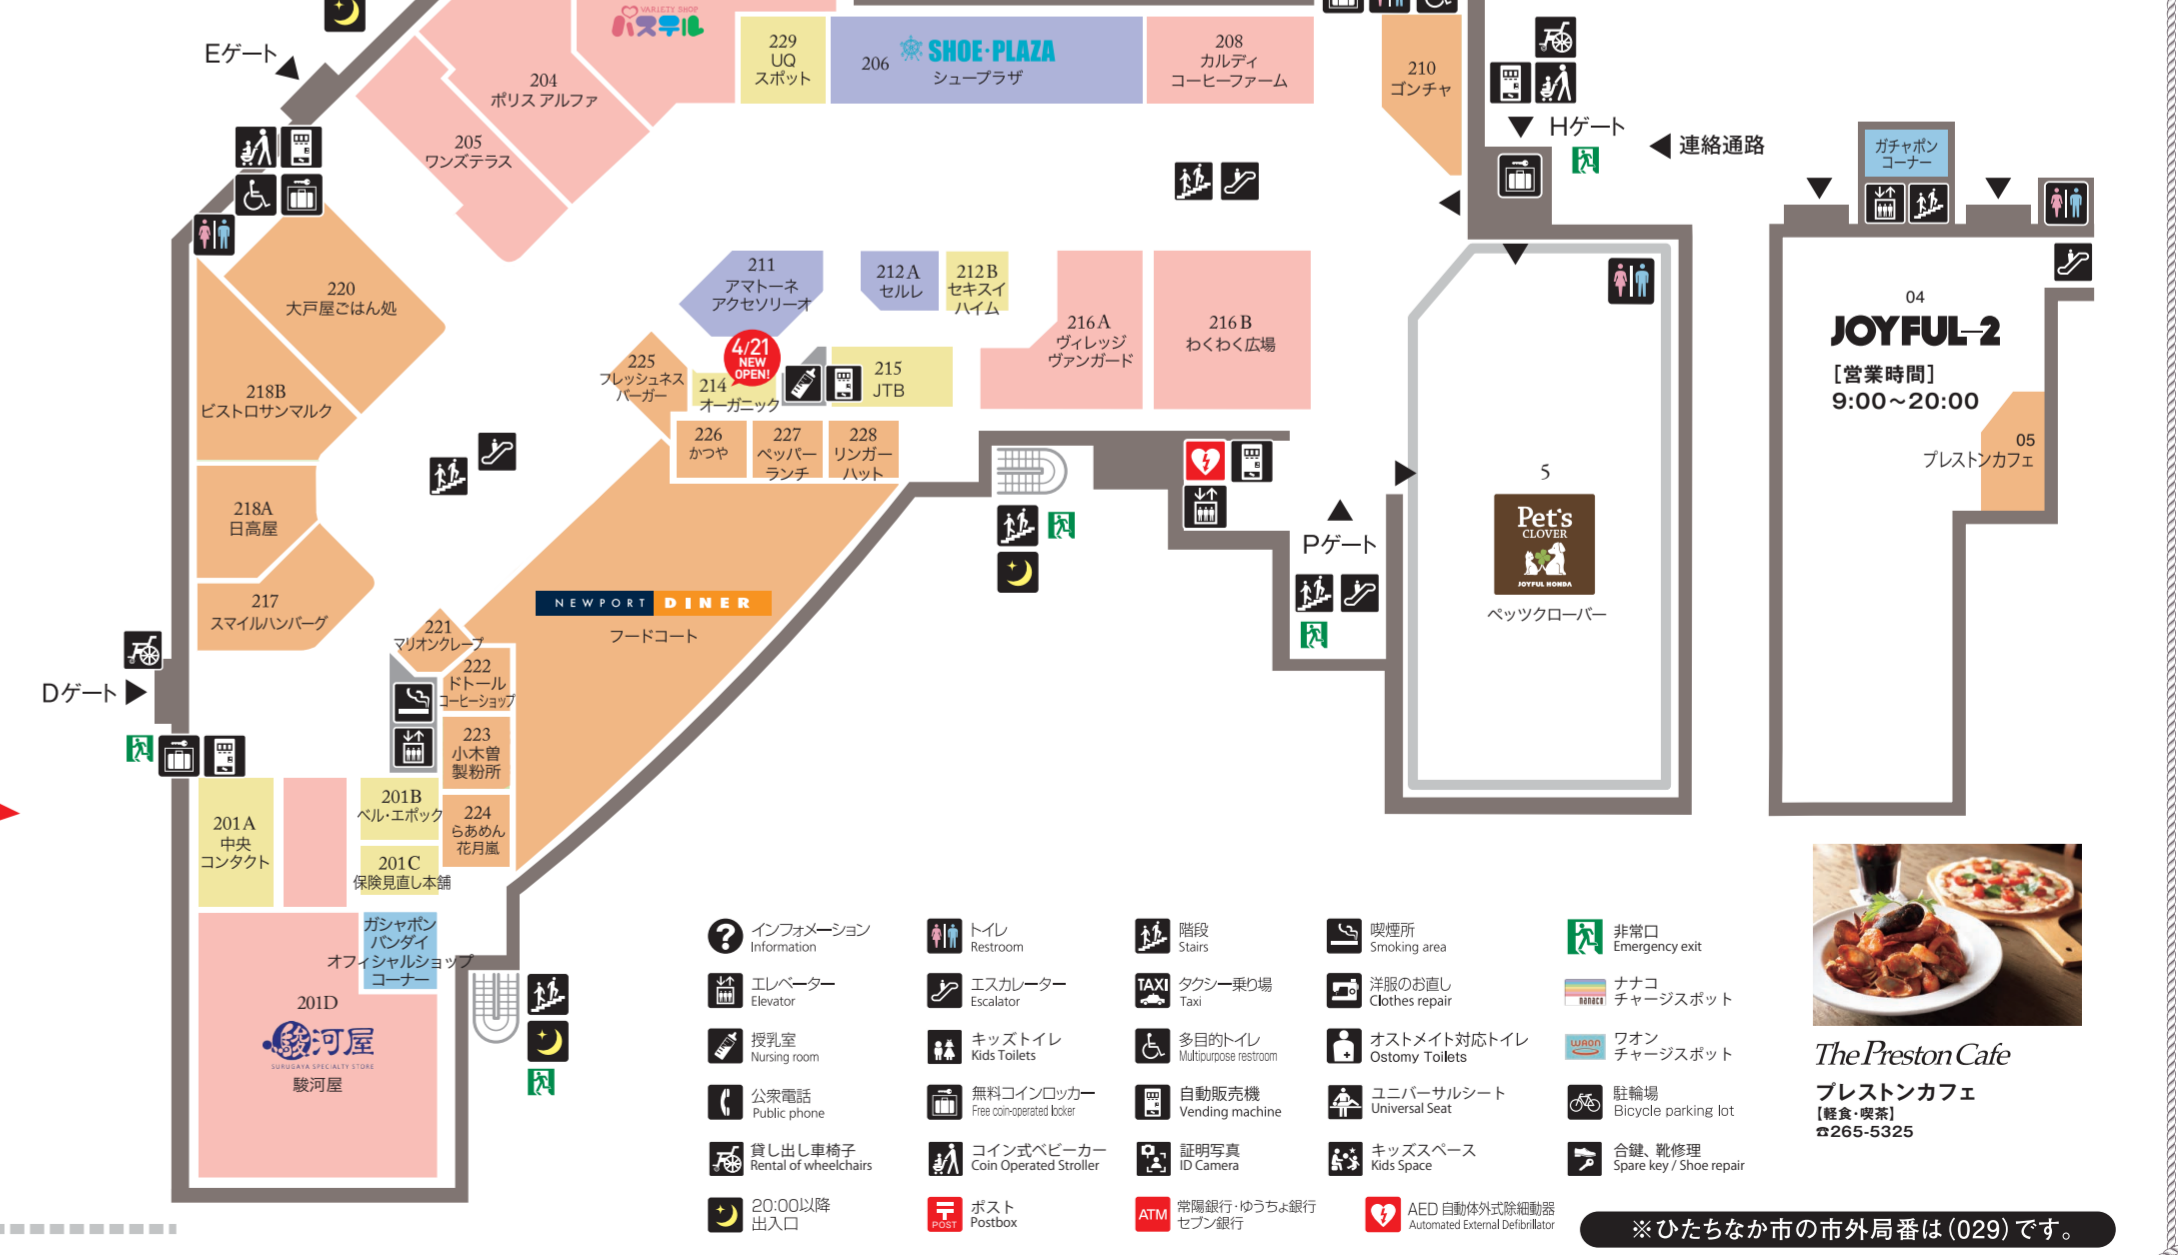 VARIETY SHOP
パステル
Eゲート
204
ポリス アルファ
205
ワンズテラス
229
UQ
スポット
206
SHOE・PLAZA
シュープラザ
208
カルディ
コーヒーファーム
210
ゴンチャ
Hゲート
連絡通路
ガチャポン
コーナー
220
大戸屋ごはん処
211
アマトーネ
アクセソリーオ
212A
セルレ
212B
セキスイ
ハイム
216A
ヴィレッジ
ヴァンガード
216B
わくわく広場
04
JOYFUL-2
[営業時間]
9:00〜20:00
05
プレストンカフェ
218B
ビストロサンマルク
225
フレッシュネス
バーガー
4/21
NEW
OPEN!
214
オーガニック
215
JTB
226
かつや
227
ペッパー
ランチ
228
リンガー
ハット
218A
日高屋
217
スマイルハンバーグ
NEWPORT DINER
フードコート
Pゲート
5
Pet's
CLOVER
JOYFUL HONDA
ペッツクローバー
221
マリオンクレープ
222
ドトール
コーヒーショップ
223
小木曽
製粉所
224
らあめん
花月嵐
Dゲート
201A
中央
コンタクト
201B
ベル・エポック
201C
保険見直し本舗
ガシャポン
バンダイ
オフィシャルショップ
コーナー
201D
駿河屋
SURUGAYA SPECIALTY STORE
駿河屋
インフォメーション
Information
トイレ
Restroom
階段
Stairs
喫煙所
Smoking area
非常口
Emergency exit
エレベーター
Elevator
エスカレーター
Escalator
TAXI
タクシー乗り場
Taxi
洋服のお直し
Clothes repair
nanaco
ナナコ
チャージスポット
授乳室
Nursing room
キッズトイレ
Kids Toilets
多目的トイレ
Multipurpose restroom
オストメイト対応トイレ
Ostomy Toilets
WAON
ワオン
チャージスポット
公衆電話
Public phone
無料コインロッカー
Free coin-operated locker
自動販売機
Vending machine
ユニバーサルシート
Universal Seat
駐輪場
Bicycle parking lot
貸し出し車椅子
Rental of wheelchairs
コイン式ベビーカー
Coin Operated Stroller
証明写真
ID Camera
キッズスペース
Kids Space
合鍵、靴修理
Spare key / Shoe repair
20:00以降
出入口
POST
ポスト
Postbox
ATM
常陽銀行・ゆうちょ銀行
セブン銀行
AED 自動体外式除細動器
Automated External Defibrillator
The Preston Cafe
プレストンカフェ
【軽食・喫茶】
☎265-5325
※ひたちなか市の市外局番は(029)です。